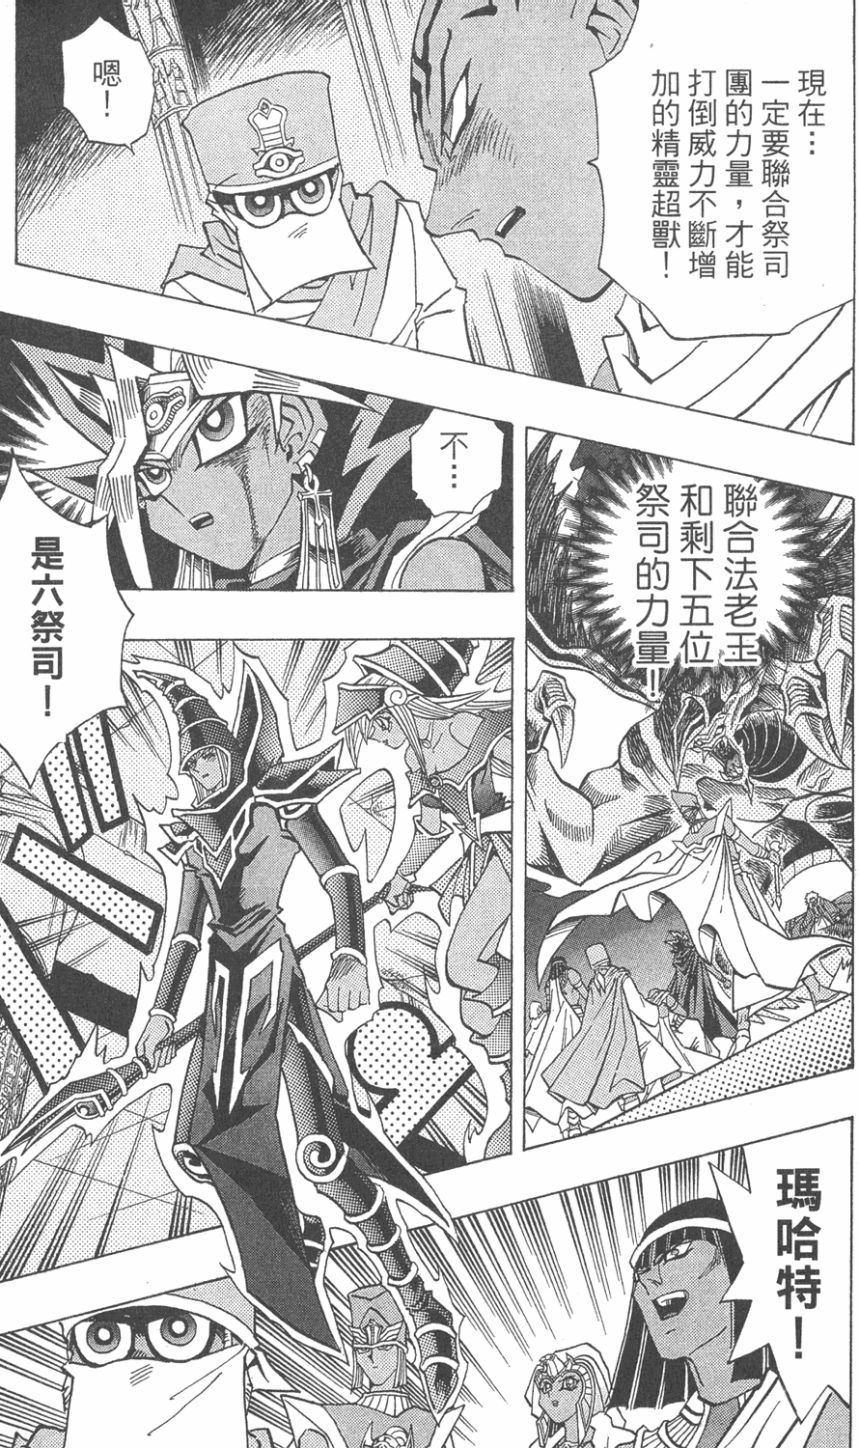 現在…
一定要聯合祭司
團的力量，才能
打倒威力不斷增
加的精靈超獸！
嗯！
聯合法老王
和剩下五位
祭司的力量！
不…
是六祭司！
瑪哈特！